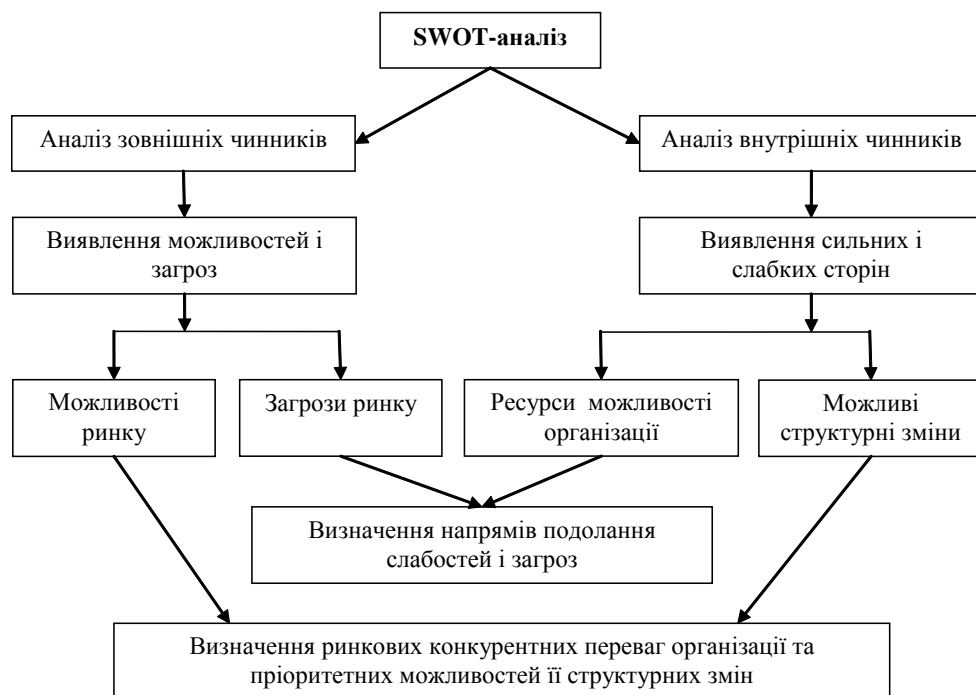 SWOT-аналіз
Аналіз зовнішніх чинників
Аналіз внутрішніх чинників
Виявлення можливостей і
загроз
Виявлення сильних і
слабких сторін
Можливості
ринку
Загрози ринку
Ресурси можливості
організації
Можливі
структурні зміни
Визначення напрямів подолання
слабостей і загроз
Визначення ринкових конкурентних переваг організації та
пріоритетних можливостей її структурних змін